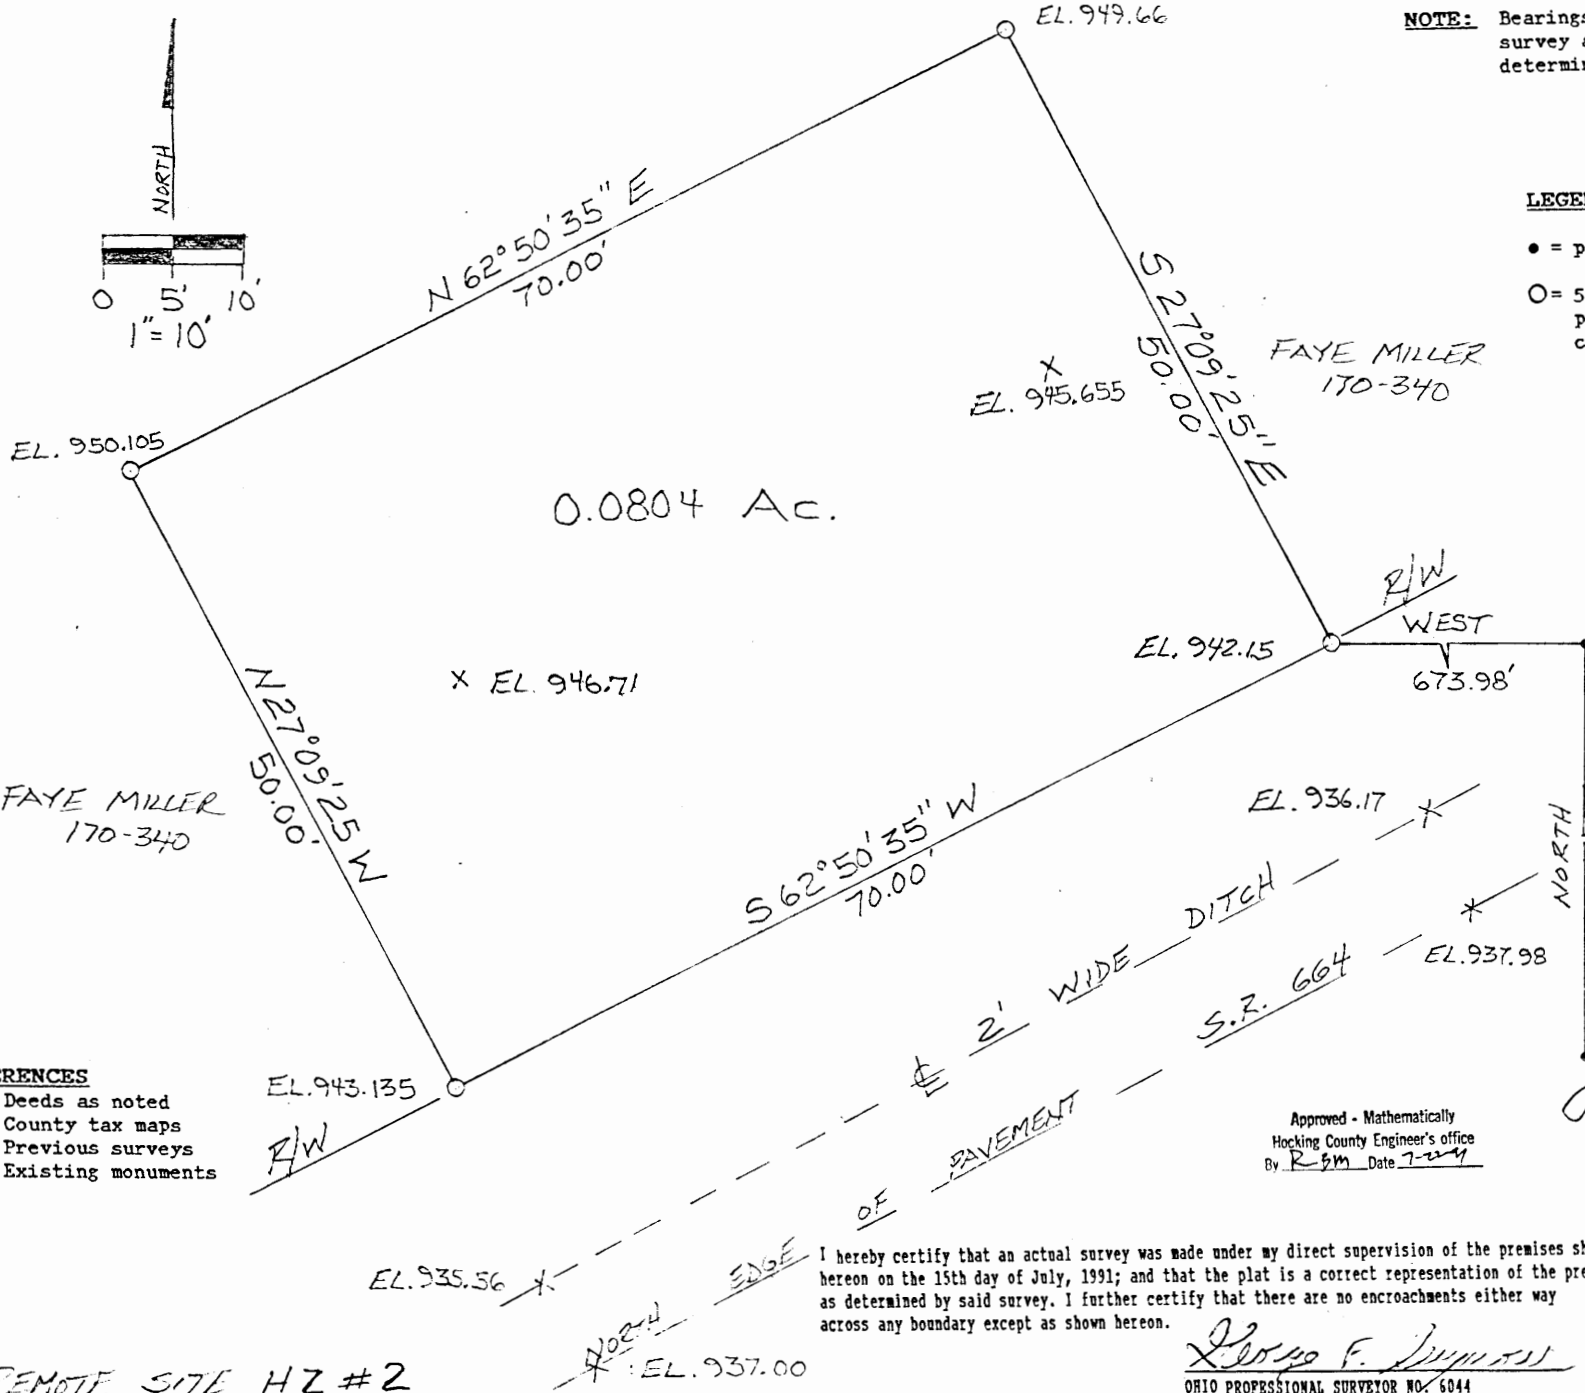 EL. 949.66
NOTE: Bearings
survey
determin
NORTH
0 5' 10'
1"=10'
N 62° 50' 35" E
70.00'
LEGE
• = p
O= 5
p
c
S 27°09'25" E
50.00'
FAYE MILLER
170-340
EL. 945.655
X
EL. 950.105
0.0804 Ac.
R/W
WEST
673.98'
EL. 942.15
X EL. 946.71
N 27°09'25 W
50.00'
FAYE MILLER
170-340
S 62° 50' 35" W
70.00'
EL. 936.17
NORTH
℄ 2' WIDE DITCH
EL. 937.98
NORTH EDGE OF PAVEMENT S.R. 664
ERENCES
Deeds as noted
County tax maps
Previous surveys
Existing monuments
EL. 943.135
R/W
Approved - Mathematically
Hocking County Engineer's office
By Date
EL. 935.56
EL. 937.00
I hereby certify that an actual survey was made under my direct supervision of the premises sh
hereon on the 15th day of July, 1991; and that the plat is a correct representation of the pre
as determined by said survey. I further certify that there are no encroachments either way
across any boundary except as shown hereon.
George F.
OHIO PROFESSIONAL SURVEYOR NO. 6044
REMOTE SITE HZ #2